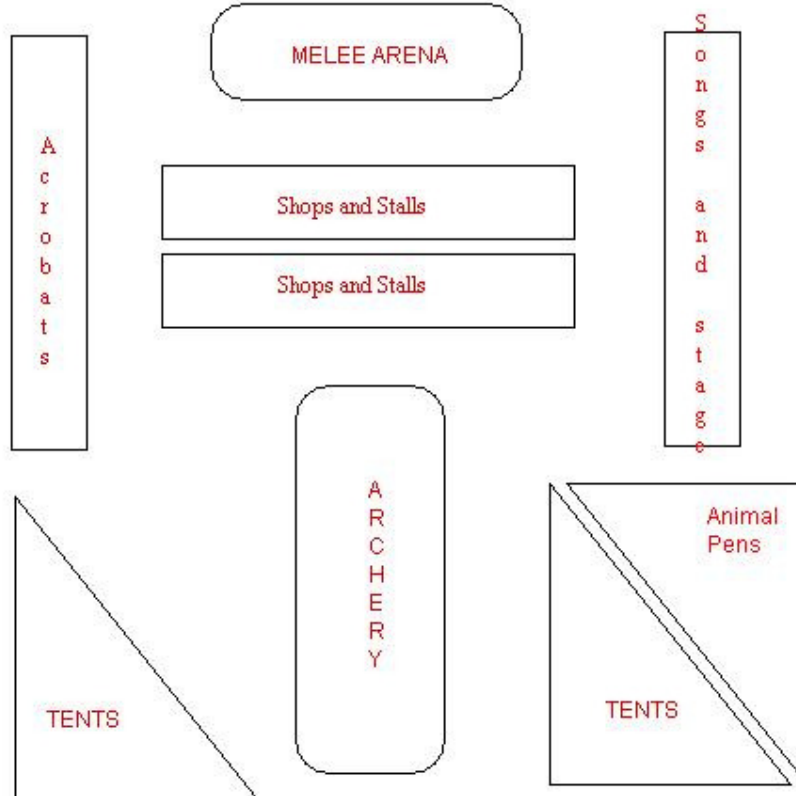 MELEE ARENA
Acrobats
Shops and Stalls
Shops and Stalls
Songs and stage
ARCHERY
Animal
Pens
TENTS
TENTS